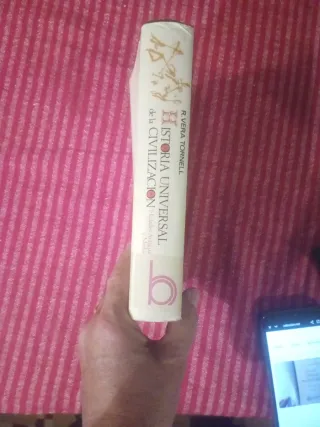 R. VERA TORNELL
HISTORIA UNIVERSAL
de la CIVILIZACIÓN